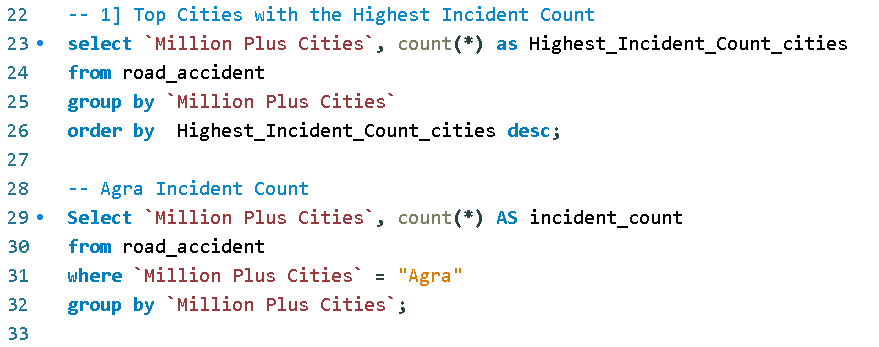 22 -- 1] Top Cities with the Highest Incident Count
23 • select `Million Plus Cities`, count(*) as Highest_Incident_Count_cities
24 from road_accident
25 group by `Million Plus Cities`
26 order by  Highest_Incident_Count_cities desc;
27
28 -- Agra Incident Count
29 • Select `Million Plus Cities`, count(*) AS incident_count
30 from road_accident
31 where `Million Plus Cities` = "Agra"
32 group by `Million Plus Cities`;
33